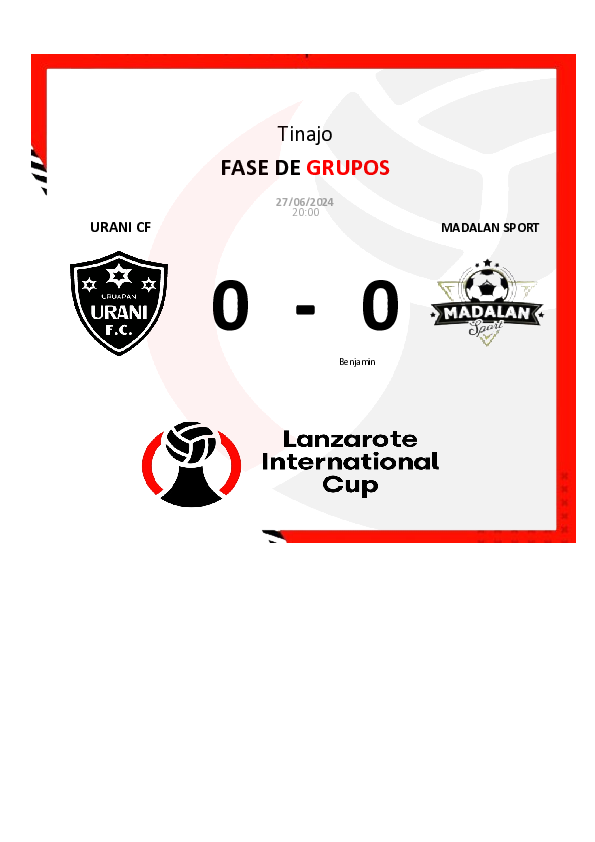 Tinajo
FASE DE GRUPOS
27/06/2024
20:00
URANI CF
MADALAN SPORT
URUAPAN
URANI
F.C.
0 - 0
MADALAN
Sport
Benjamin
Lanzarote
International
Cup